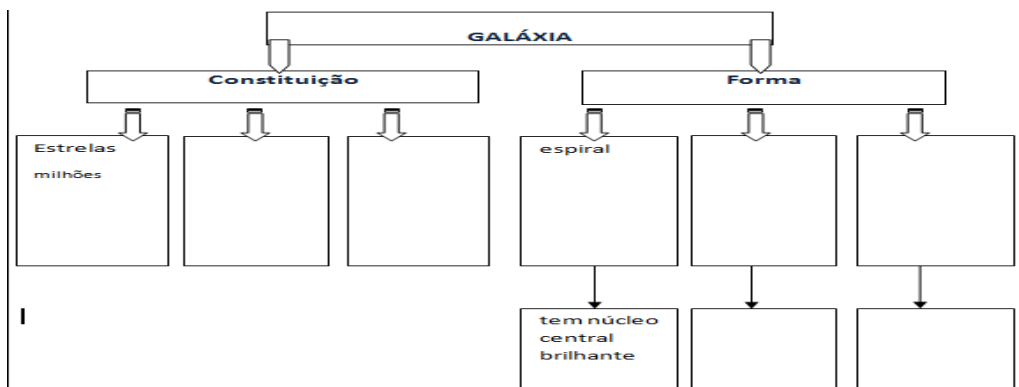 GALÁXIA
Constituição
Forma
Estrelas
milhões
espiral
tem núcleo
central
brilhante